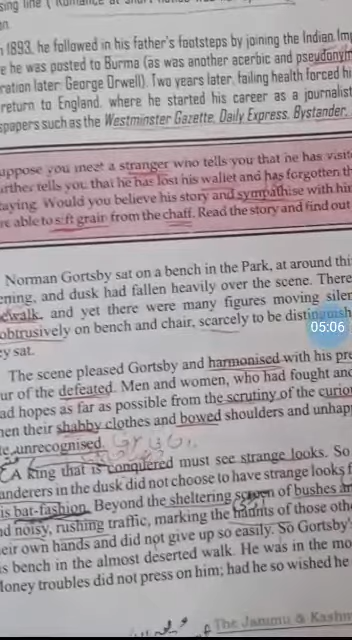 sing line ( Romance at short
n 1893, he followed in his father's footsteps by joining the Indian Imp
e he was posted to Burma (as was another acerbic and pseudonym
ration later: George Orwell). Two years later, failing health forced hi
return to England, where he started his career as a journalist
spapers such as the Westminster Gazette, Daily Express, Bystander,
uppose you meet a stranger who tells you that he has visite
urther tells you that he has lost his wallet and has forgotten th
taying. Would you believe his story and sympathise with him
re able to sift grain from the chaff. Read the story and find out
Norman Gortsby sat on a bench in the Park, at around thi
ening, and dusk had fallen heavily over the scene. There
ewalk, and yet there were many figures moving silen
obtrusively on bench and chair, scarcely to be distinguish
05:06
ey sat.
The scene pleased Gortsby and harmonised with his pre
ur of the defeated. Men and women, who had fought and
ad hopes as far as possible from the scrutiny of the curiou
hen their shabby clothes and bowed shoulders and unhapp
te unrecognised.
A king that is conquered must see strange looks. So
anderers in the dusk did not choose to have strange looks f
is bat-fashion. Beyond the sheltering screen of bushes an
nd noisy, rushing traffic, marking the haunts of those othe
eir own hands and did not give up so easily. So Gortsby's
is bench in the almost deserted walk. He was in the mo
Money troubles did not press on him; had he so wished he
The Jammu & Kashm